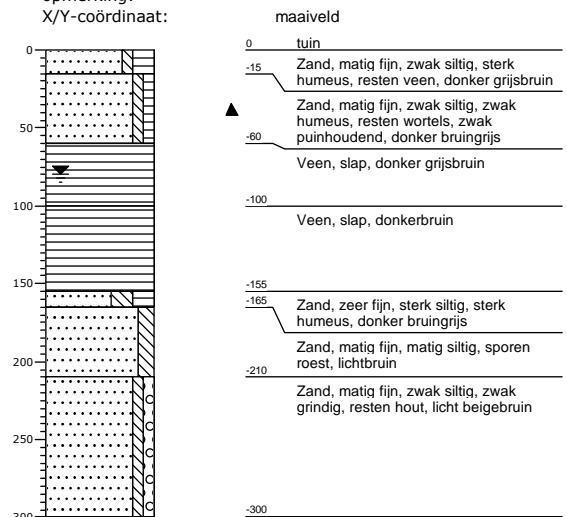 opmerking:
X/Y-coördinaat:
maaiveld
0
50
100
150
200
250
300
0
tuin
-15
Zand, matig fijn, zwak siltig, sterk
humeus, resten veen, donker grijsbruin
Zand, matig fijn, zwak siltig, zwak
humeus, resten wortels, zwak
puinhoudend, donker bruingrijs
-60
Veen, slap, donker grijsbruin
-100
Veen, slap, donkerbruin
-155
-165
Zand, zeer fijn, sterk siltig, sterk
humeus, donker bruingrijs
Zand, matig fijn, matig siltig, sporen
roest, lichtbruin
-210
Zand, matig fijn, zwak siltig, zwak
grindig, resten hout, licht beigebruin
-300